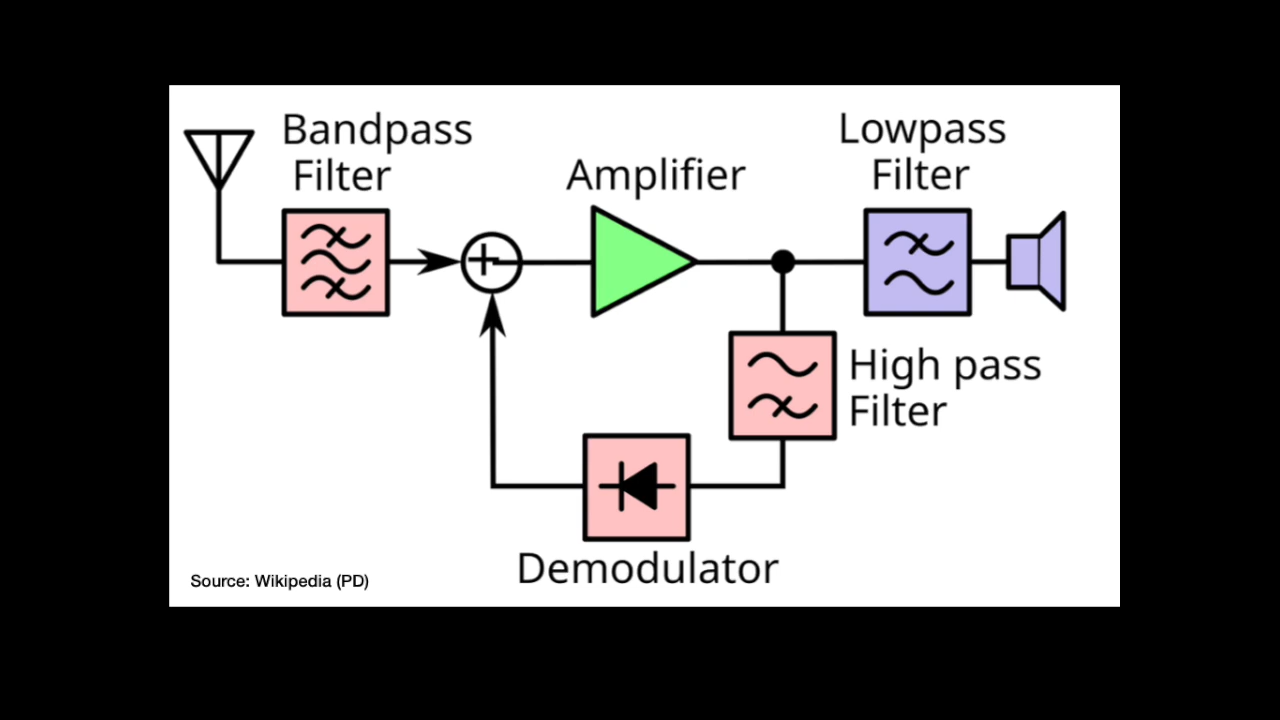 Bandpass
Filter
Amplifier
Lowpass
Filter
High pass
Filter
Demodulator
Source: Wikipedia (PD)